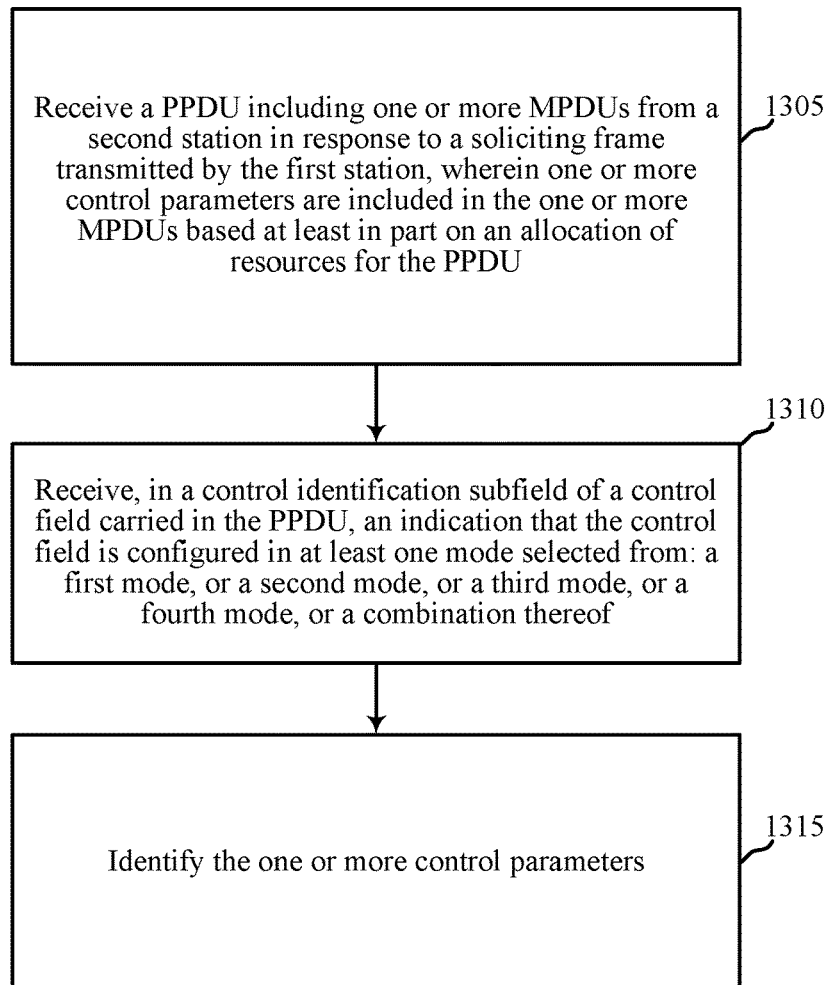 Receive a PPDU including one or more MPDUs from a
second station in response to a soliciting frame
transmitted by the first station, wherein one or more
control parameters are included in the one or more
MPDUs based at least in part on an allocation of
resources for the PPDU
1305
1310
Receive, in a control identification subfield of a control
field carried in the PPDU, an indication that the control
field is configured in at least one mode selected from: a
first mode, or a second mode, or a third mode, or a
fourth mode, or a combination thereof
1315
Identify the one or more control parameters